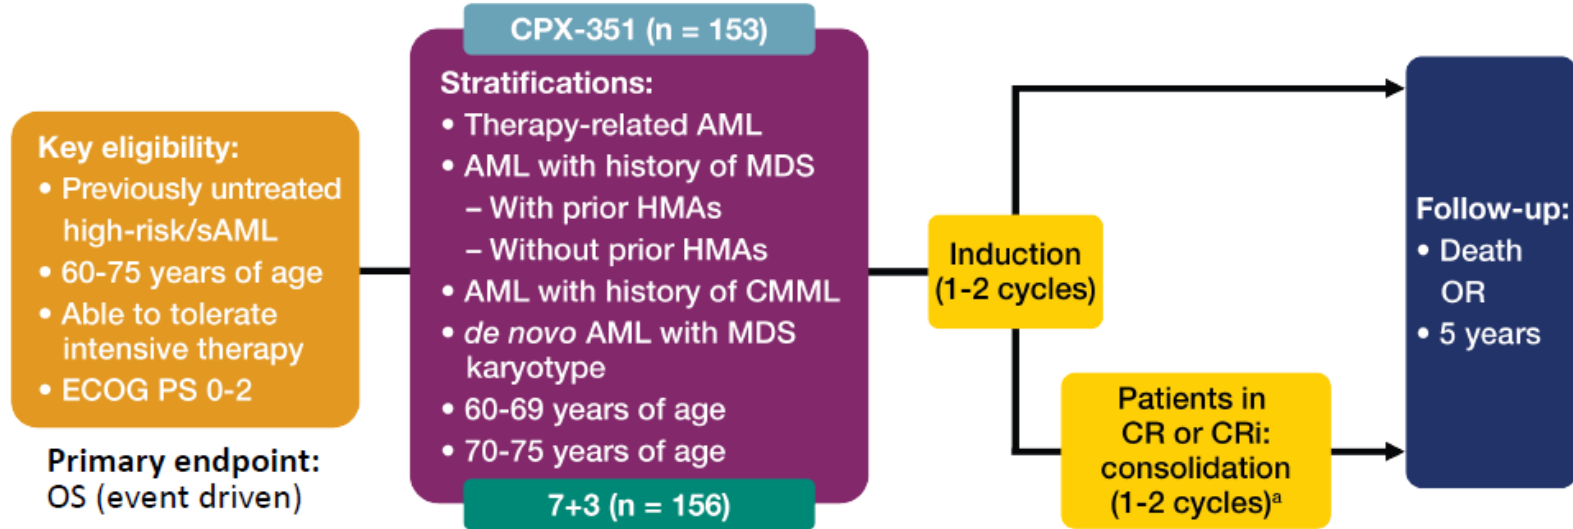 Key eligibility:
• Previously untreated
high-risk/sAML
• 60-75 years of age
• Able to tolerate
intensive therapy
• ECOG PS 0-2
Primary endpoint:
OS (event driven)
CPX-351 (n = 153)
Stratifications:
• Therapy-related AML
• AML with history of MDS
– With prior HMAs
– Without prior HMAs
• AML with history of CMML
• de novo AML with MDS
karyotype
• 60-69 years of age
• 70-75 years of age
7+3 (n = 156)
Induction
(1-2 cycles)
Patients in
CR or CRi:
consolidation
(1-2 cycles)ᵃ
Follow-up:
• Death
OR
• 5 years